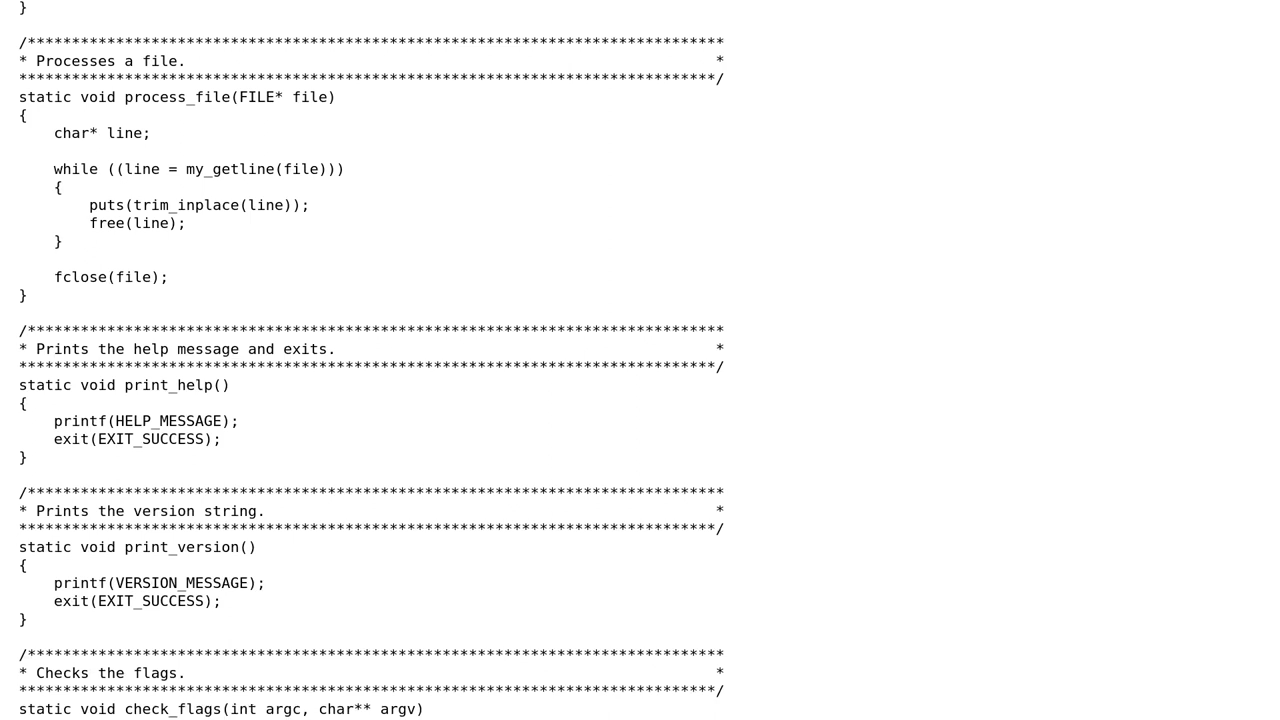 }

/*******************************************************************************
* Processes a file.                                                            *
*******************************************************************************/
static void process_file(FILE* file)
{
    char* line;

    while ((line = my_getline(file)))
    {
        puts(trim_inplace(line));
        free(line);
    }

    fclose(file);
}

/*******************************************************************************
* Prints the help message and exits.                                           *
*******************************************************************************/
static void print_help()
{
    printf(HELP_MESSAGE);
    exit(EXIT_SUCCESS);
}

/*******************************************************************************
* Prints the version string.                                                   *
*******************************************************************************/
static void print_version()
{
    printf(VERSION_MESSAGE);
    exit(EXIT_SUCCESS);
}

/*******************************************************************************
* Checks the flags.                                                            *
*******************************************************************************/
static void check_flags(int argc, char** argv)